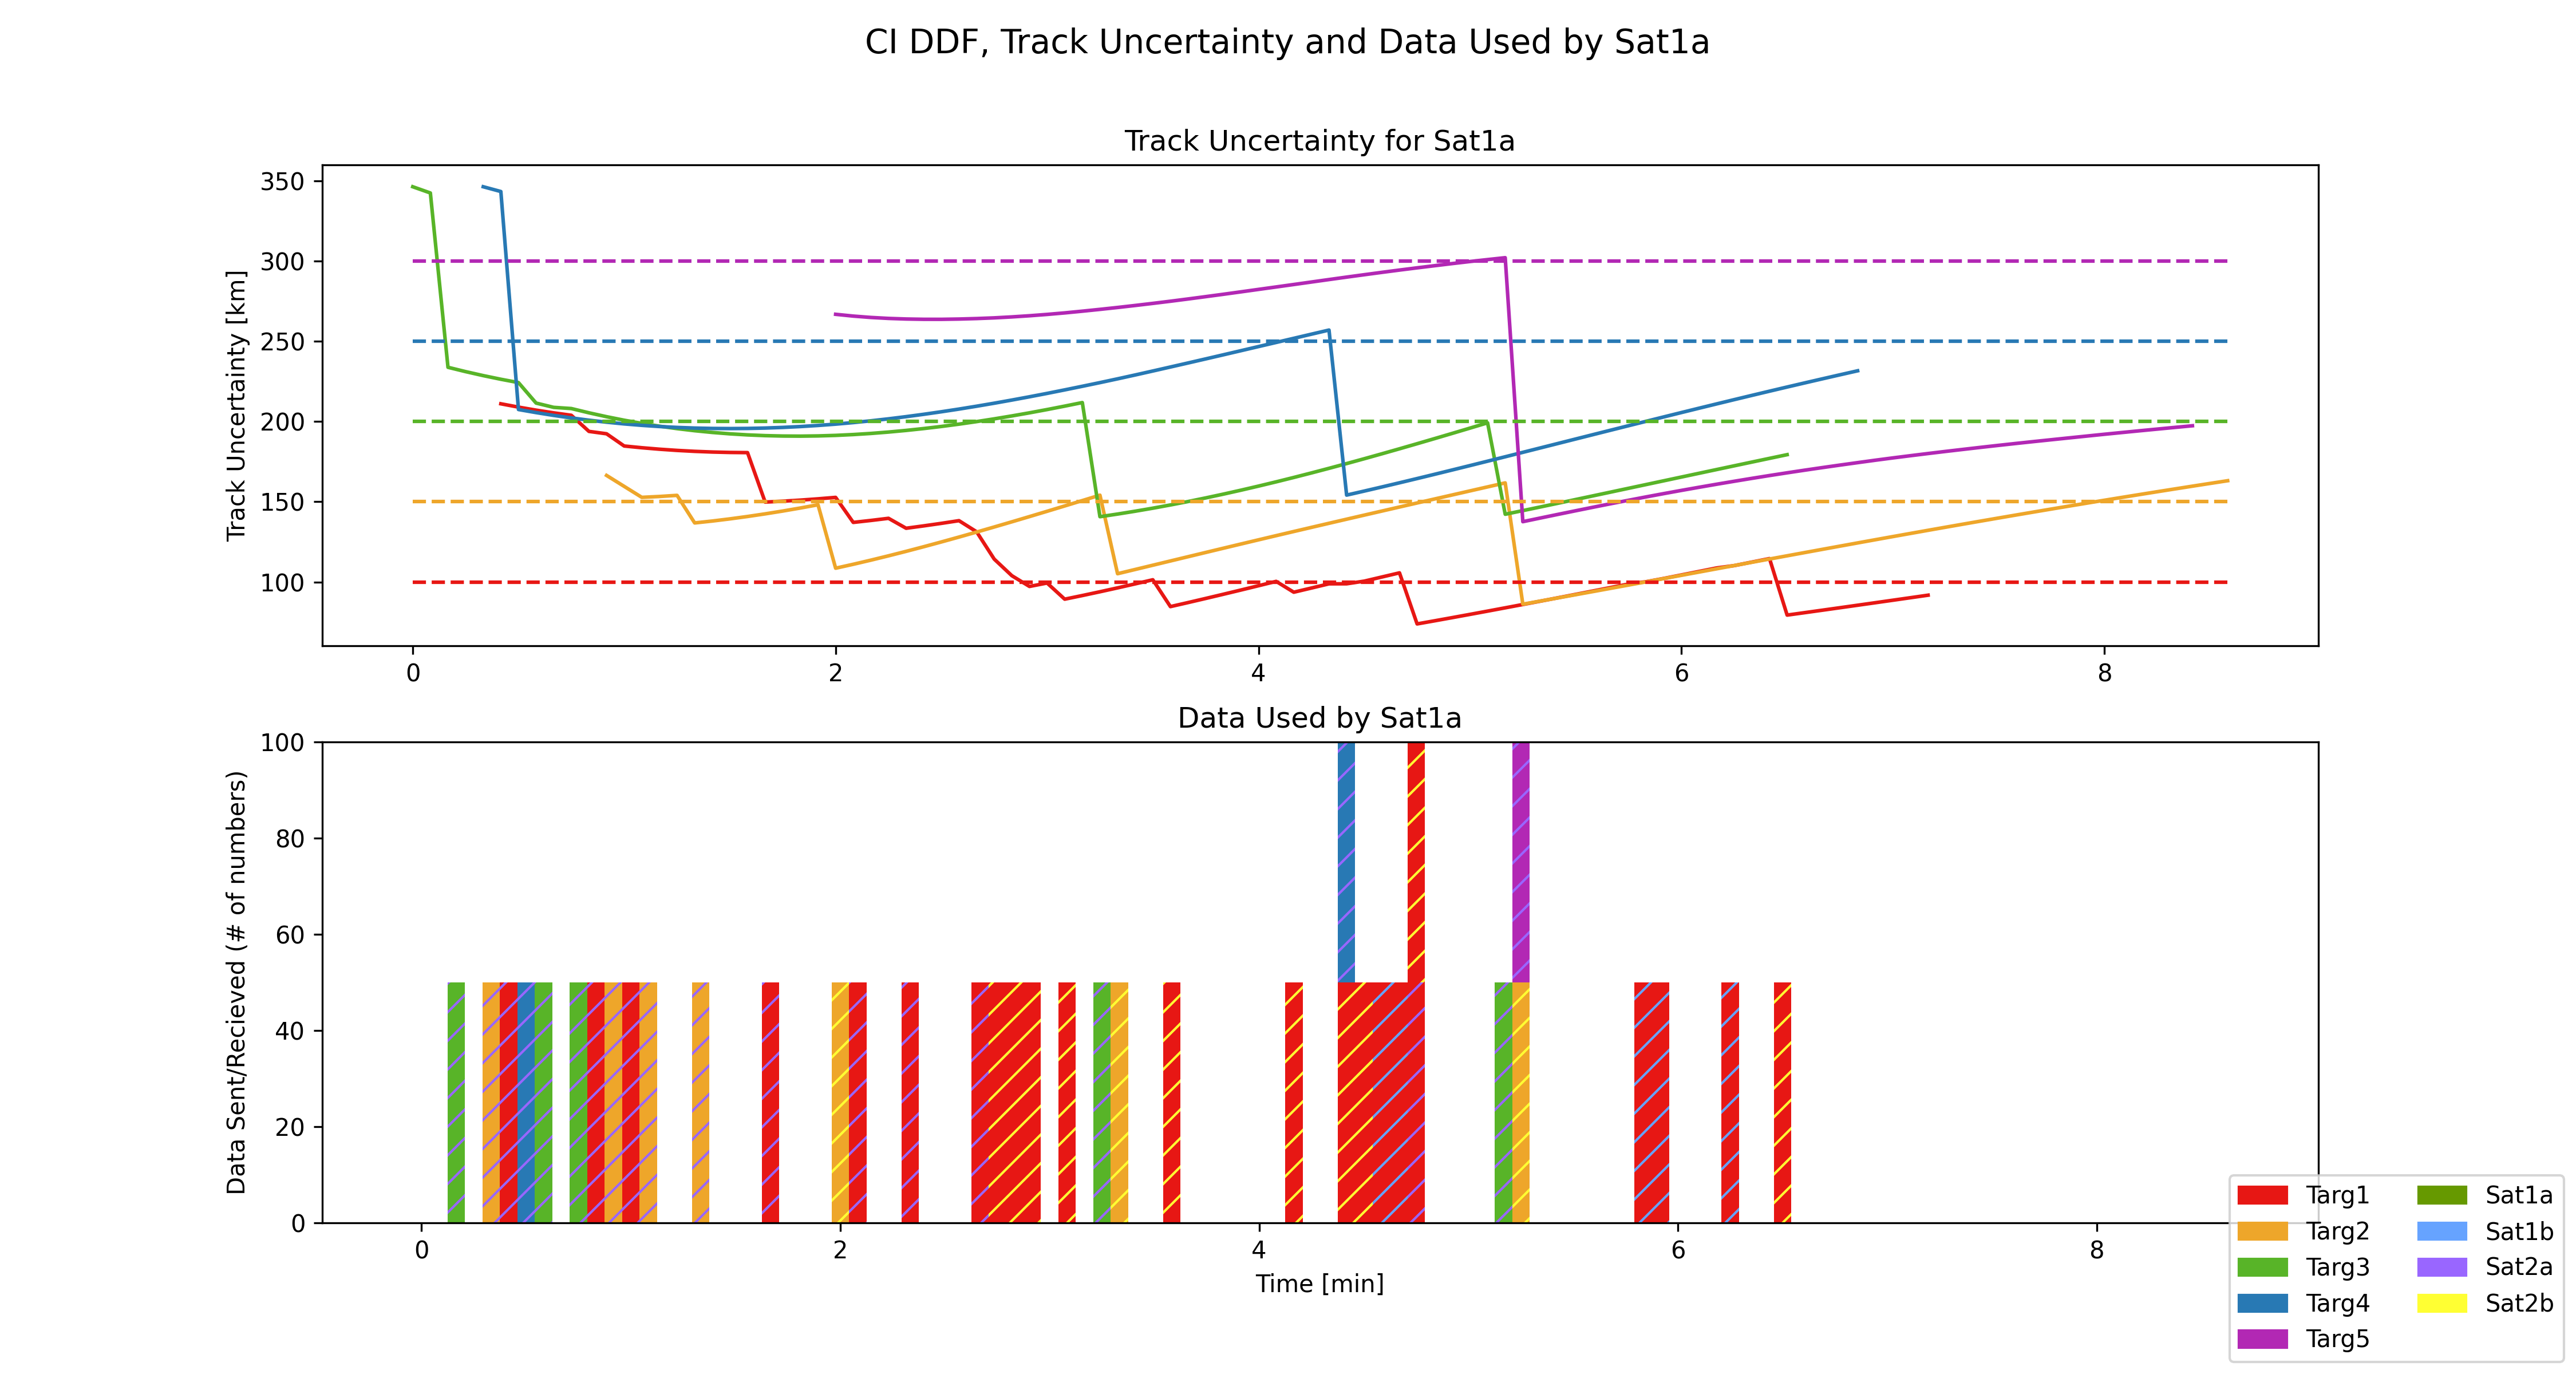 CI DDF, Track Uncertainty and Data Used by Sat1a
Track Uncertainty for Sat1a
Track Uncertainty [km]
350
300
250
200
150
100
0 2 4 6 8
Data Used by Sat1a
Data Sent/Recieved (# of numbers)
100
80
60
40
20
0
0 2 4 6 8
Time [min]
Targ1 Sat1a
Targ2 Sat1b
Targ3 Sat2a
Targ4 Sat2b
Targ5